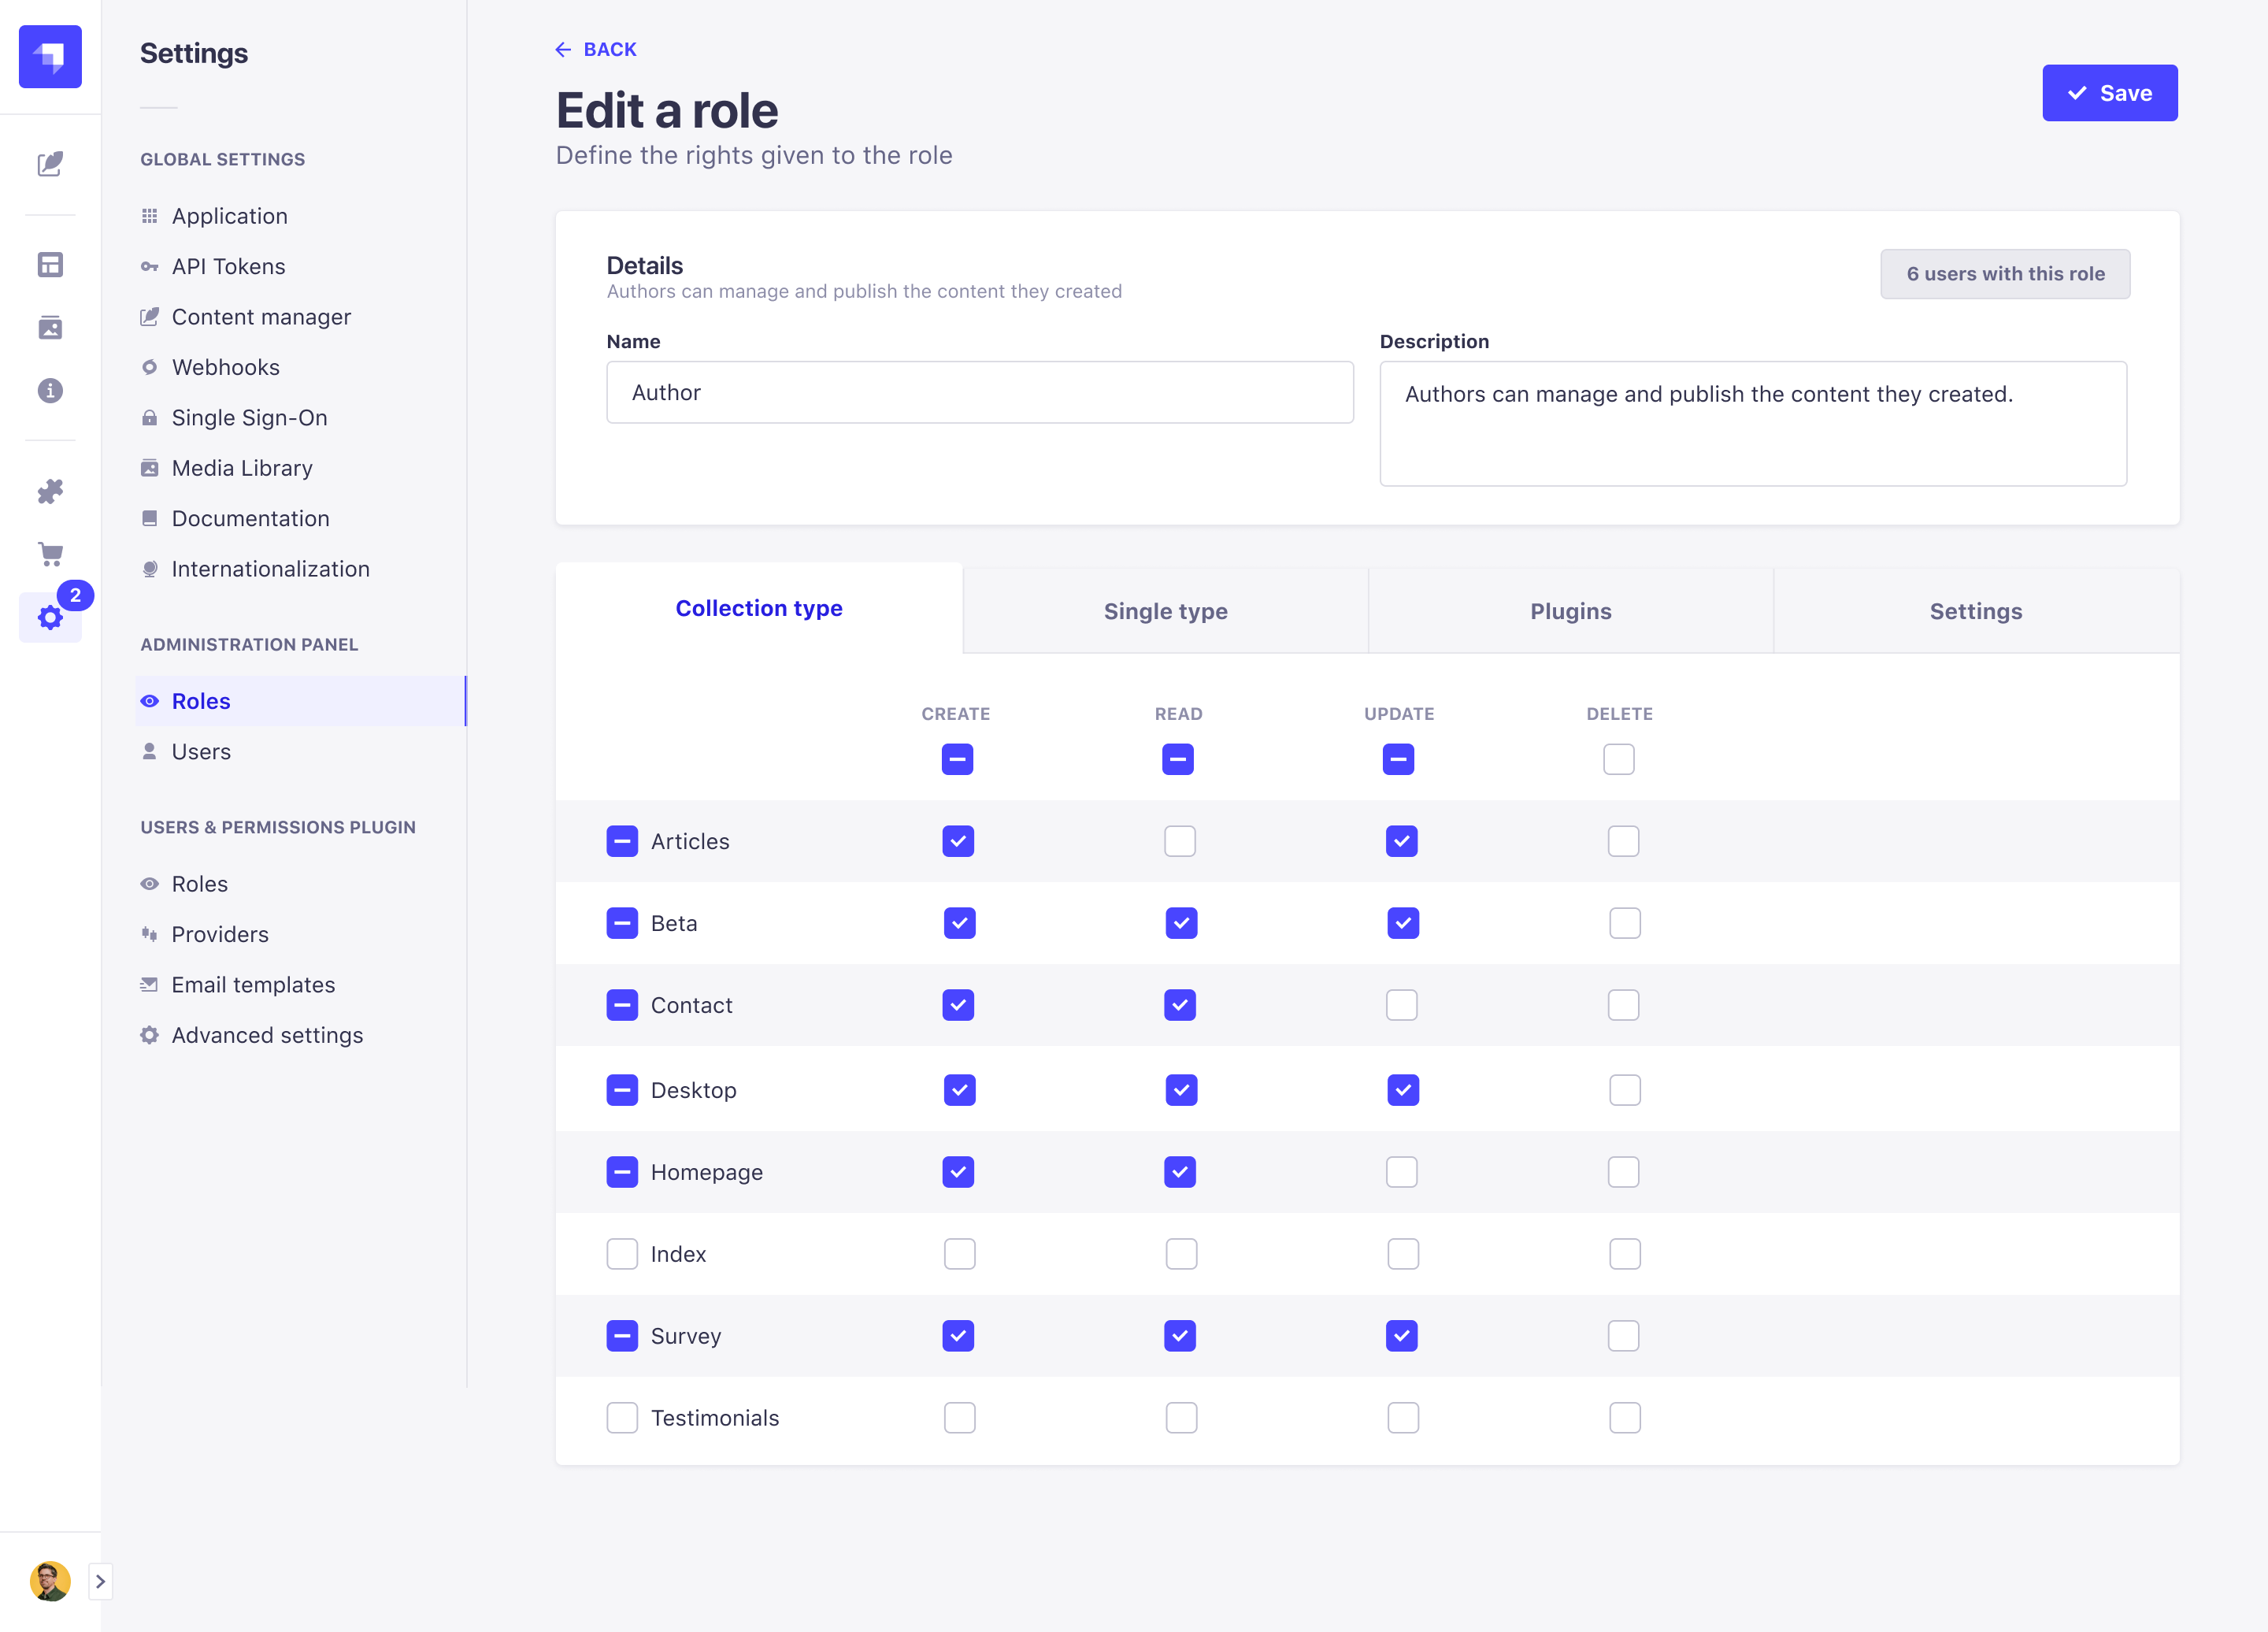 Settings
GLOBAL SETTINGS
Application
API Tokens
Content manager
Webhooks
Single Sign-On
Media Library
Documentation
Internationalization
2
ADMINISTRATION PANEL
Roles
Users
USERS & PERMISSIONS PLUGIN
Roles
Providers
Email templates
Advanced settings
BACK
Edit a role
Define the rights given to the role
Save
Details
Authors can manage and publish the content they created
6 users with this role
Name
Author
Description
Authors can manage and publish the content they created.
Collection type
Single type
Plugins
Settings
CREATE READ UPDATE DELETE
Articles
Beta
Contact
Desktop
Homepage
Index
Survey
Testimonials